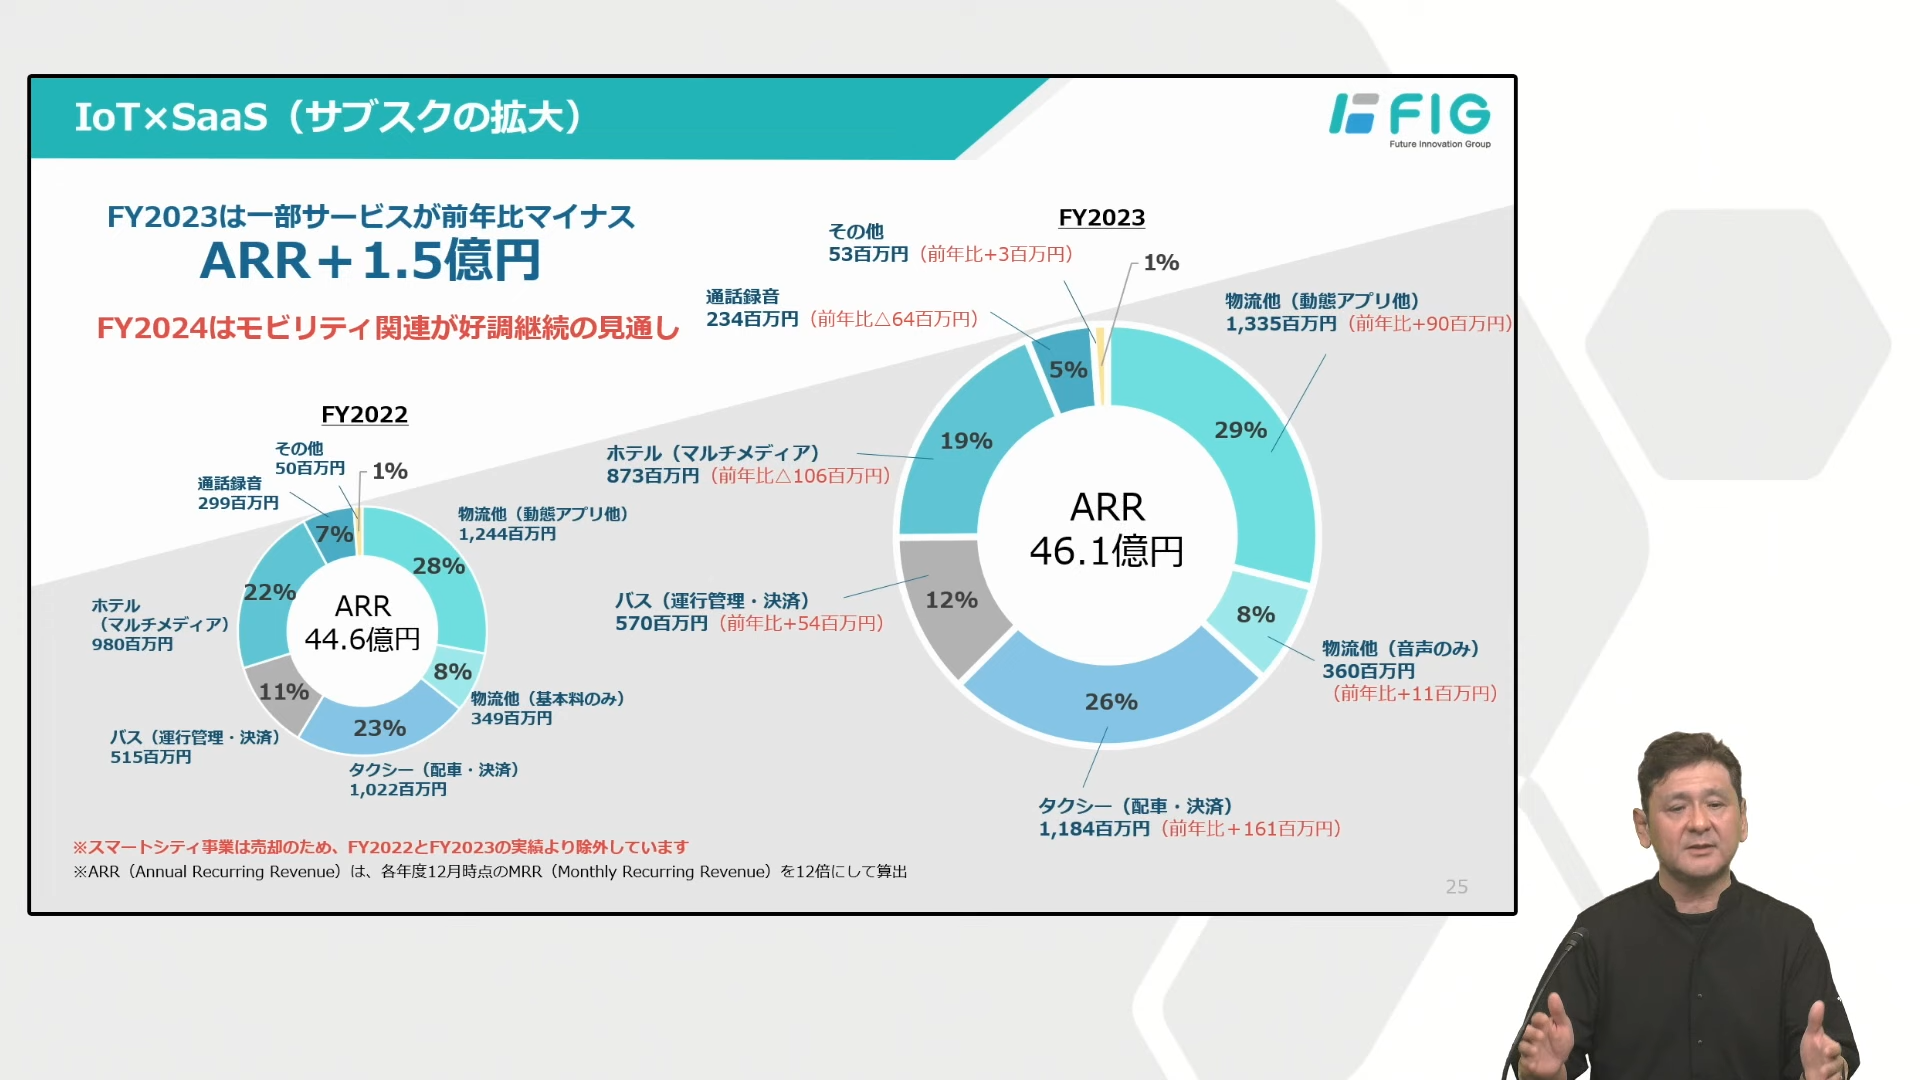 IoT×SaaS（サブスクの拡大）
FIG
Future Innovation Group
FY2023は一部サービスが前年比マイナス
ARR＋1.5億円
FY2024はモビリティ関連が好調継続の見通し
FY2022
その他
50百万円
1%
通話録音
299百万円
7%
物流他（動態アプリ他）
1,244百万円
28%
22%
ホテル
（マルチメディア）
980百万円
ARR
44.6億円
8%
物流他（基本料のみ）
349百万円
11%
バス（運行管理・決済）
515百万円
23%
タクシー（配車・決済）
1,022百万円
FY2023
その他
53百万円（前年比+3百万円）
1%
通話録音
234百万円（前年比△64百万円）
5%
物流他（動態アプリ他）
1,335百万円（前年比+90百万円）
29%
19%
ホテル（マルチメディア）
873百万円（前年比△106百万円）
ARR
46.1億円
バス（運行管理・決済）
570百万円（前年比+54百万円）
12%
8%
物流他（音声のみ）
360百万円
（前年比+11百万円）
26%
タクシー（配車・決済）
1,184百万円（前年比＋161百万円）
※スマートシティ事業は売却のため、FY2022とFY2023の実績より除外しています
※ARR（Annual Recurring Revenue）は、各年度12月時点のMRR（Monthly Recurring Revenue）を12倍にして算出
25